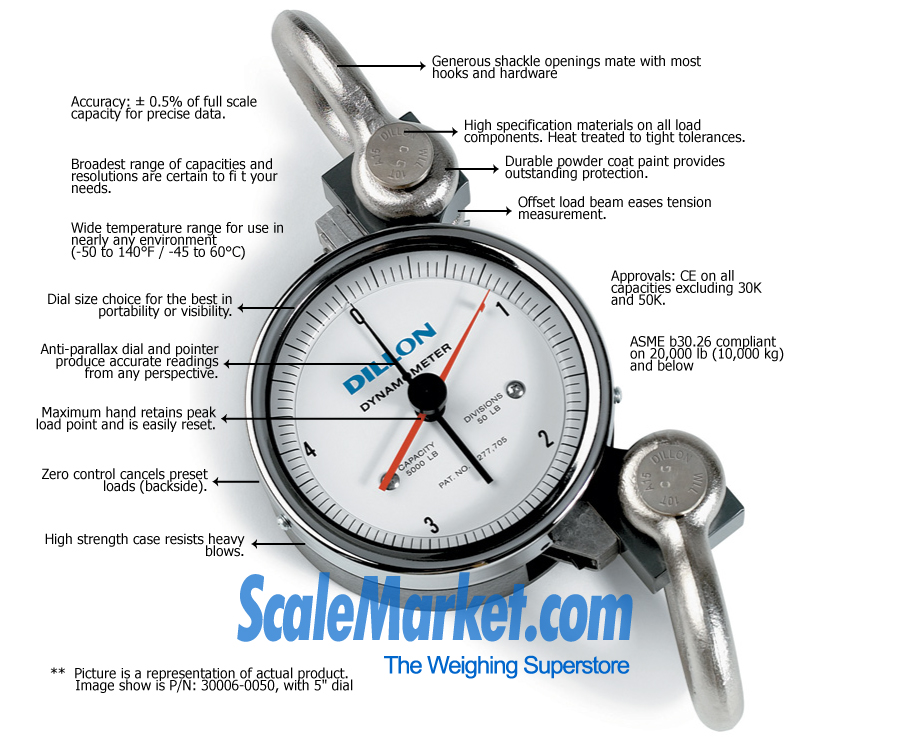 Generous shackle openings mate with most
hooks and hardware
Accuracy: ± 0.5% of full scale
capacity for precise data.
High specification materials on all load
components. Heat treated to tight tolerances.
Broadest range of capacities and
resolutions are certain to fi t your
needs.
Durable powder coat paint provides
outstanding protection.
Offset load beam eases tension
measurement.
Wide temperature range for use in
nearly any environment
(-50 to 140°F / -45 to 60°C)
Approvals: CE on all
capacities excluding 30K
and 50K.
Dial size choice for the best in
portability or visibility.
ASME b30.26 compliant
on 20,000 lb (10,000 kg)
and below
Anti-parallax dial and pointer
produce accurate readings
from any perspective.
Maximum hand retains peak
load point and is easily reset.
Zero control cancels preset
loads (backside).
High strength case resists heavy
blows.
0
1
2
3
4
DILLON
DYNAMOMETER
DIVISIONS
50 LB
CAPACITY
5000 LB
PAT. NO. 277,705
DILLON
ScaleMarket.com
The Weighing Superstore
** Picture is a representation of actual product.
Image show is P/N: 30006-0050, with 5" dial